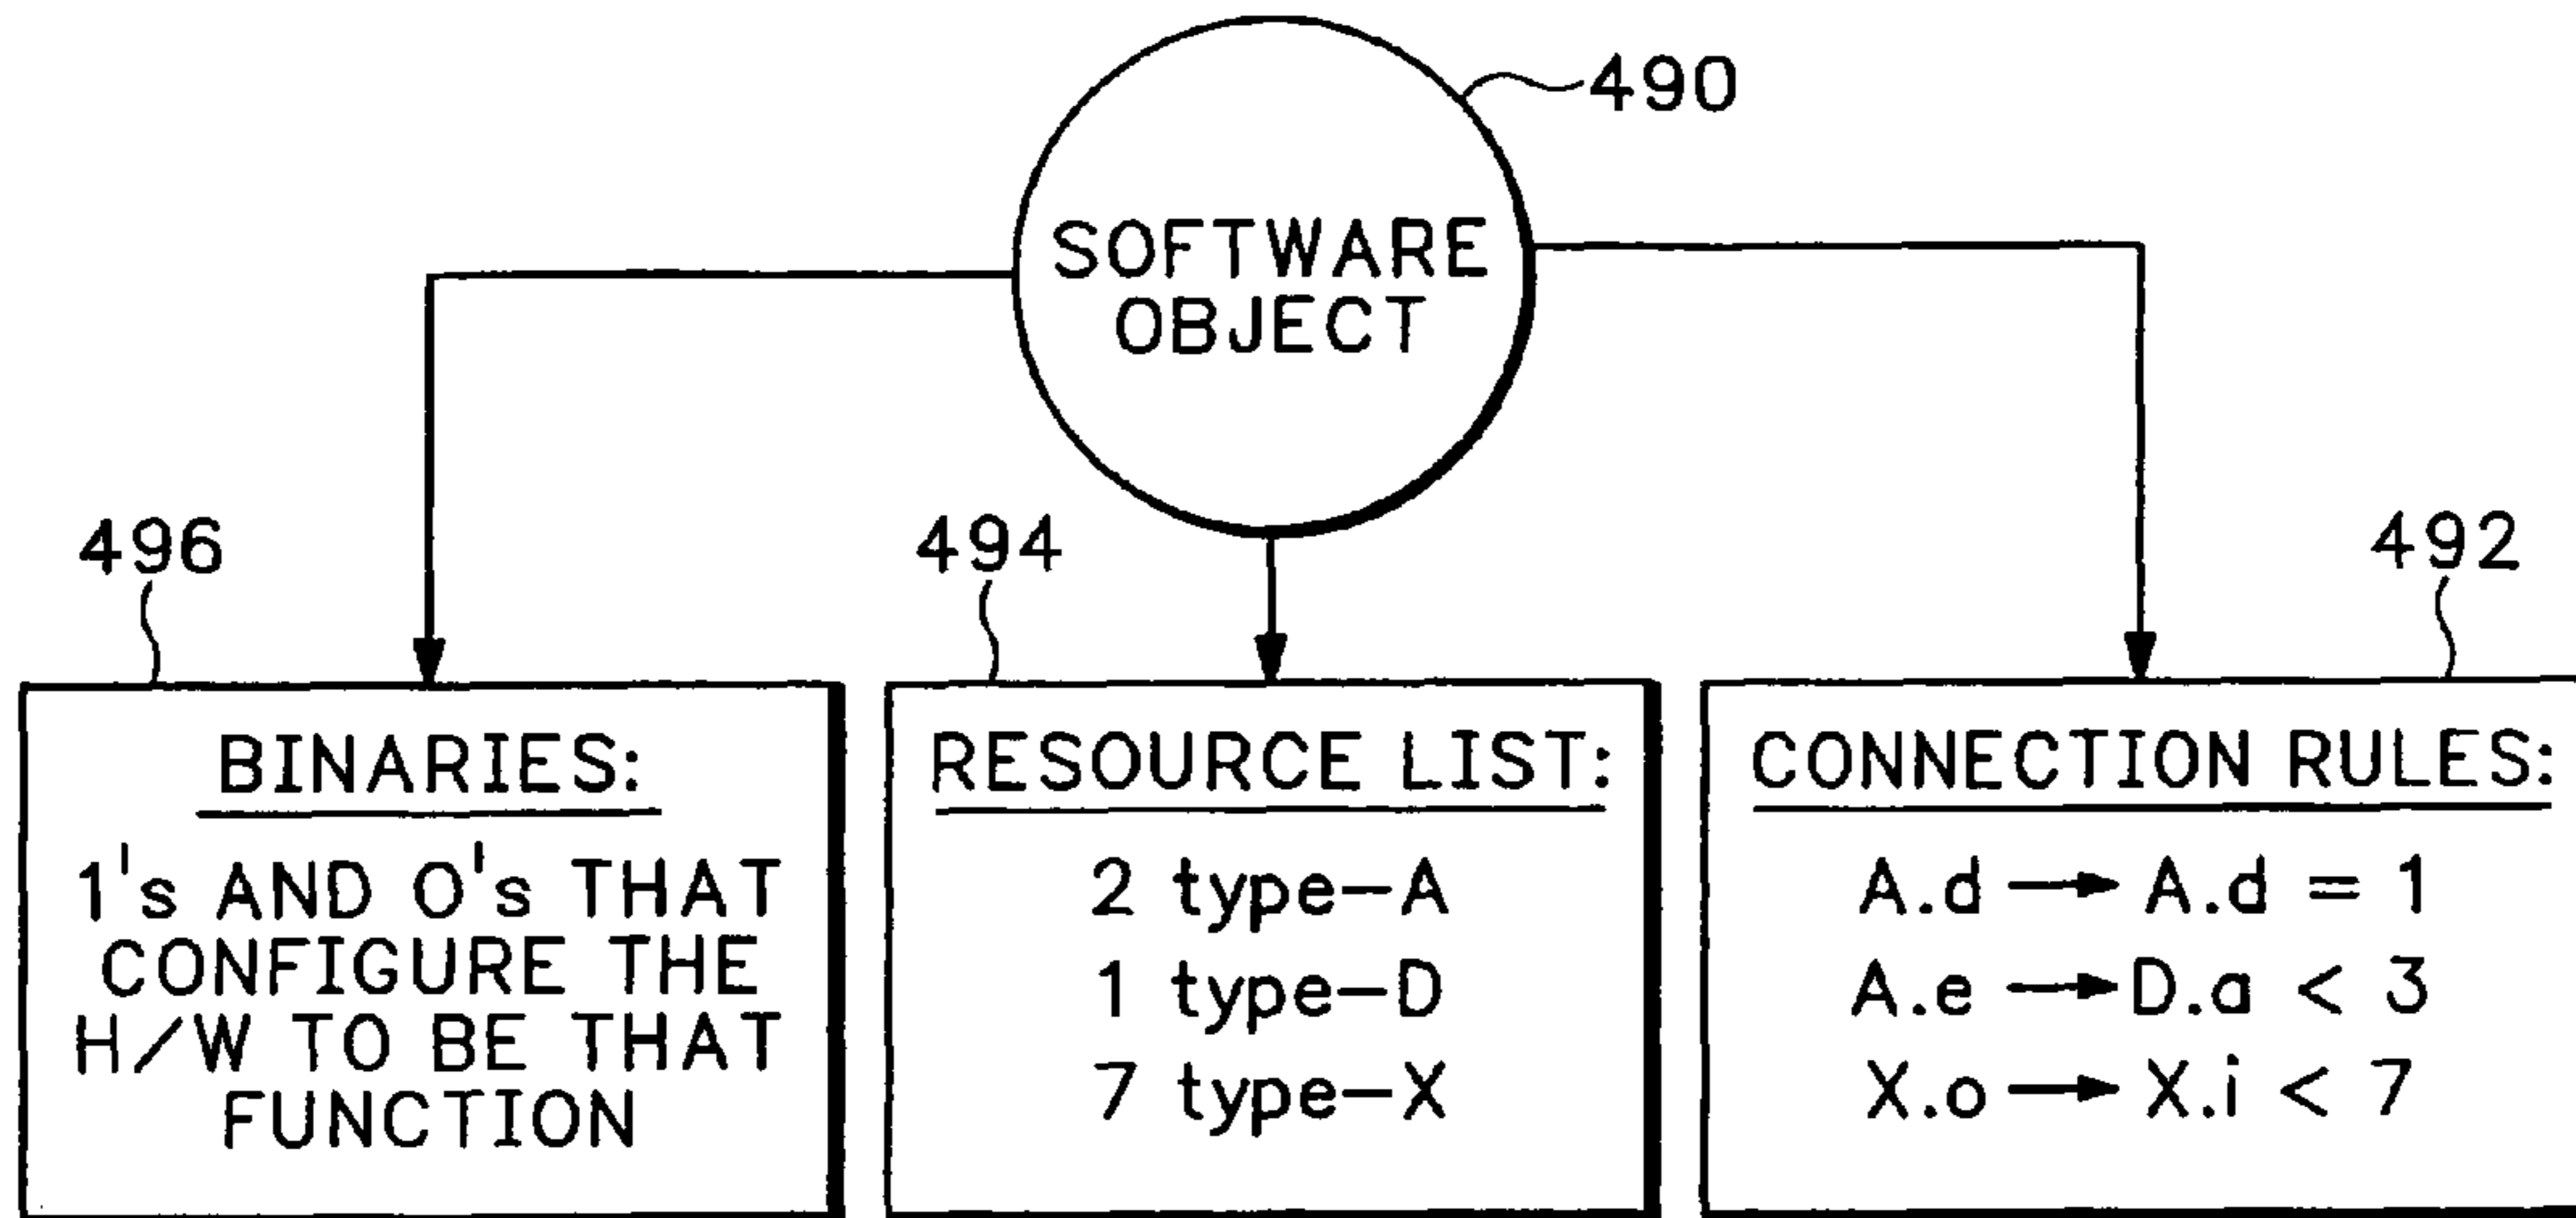 490
SOFTWARE
OBJECT
496
494
492
BINARIES:
1's AND 0's THAT
CONFIGURE THE
H/W TO BE THAT
FUNCTION
RESOURCE LIST:
2 type-A
1 type-D
7 type-X
CONNECTION RULES:
A.d → A.d = 1
A.e → D.a < 3
X.o → X.i < 7